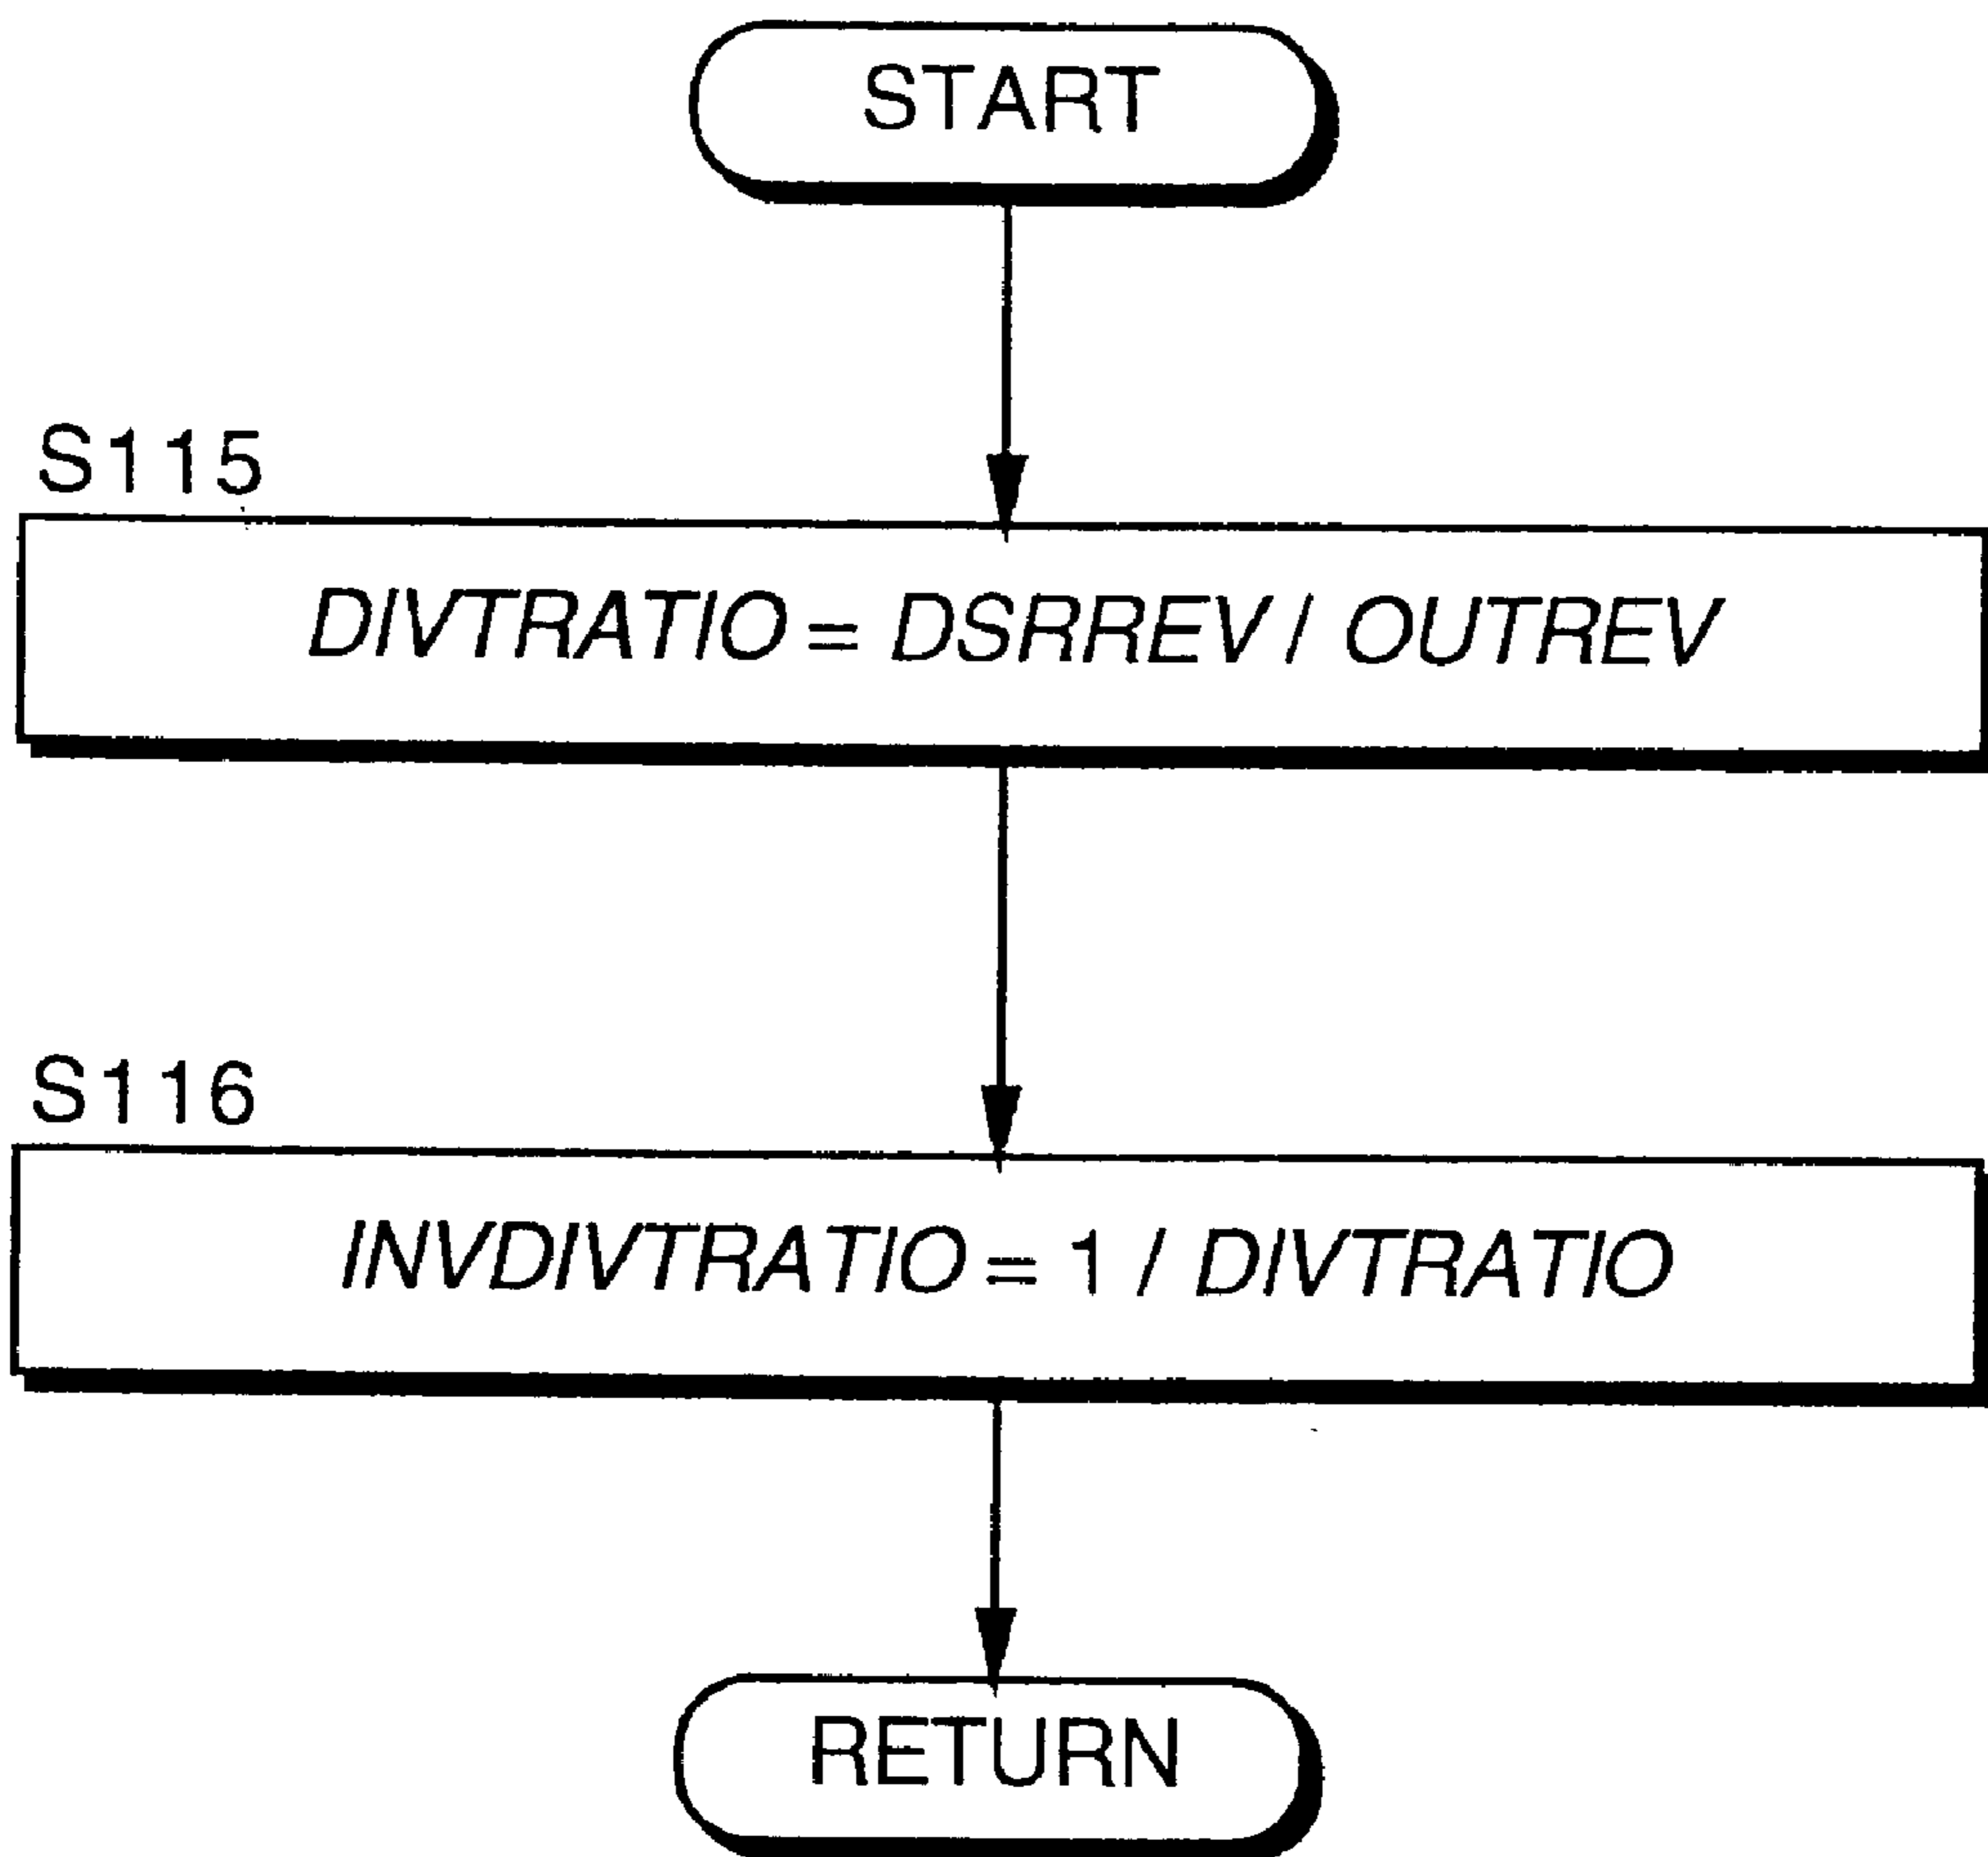 START
S115
DIVTRATIO = DSRREV / OUTREV
S116
INVDIVTRATIO = 1 / DIVTRATIO
RETURN